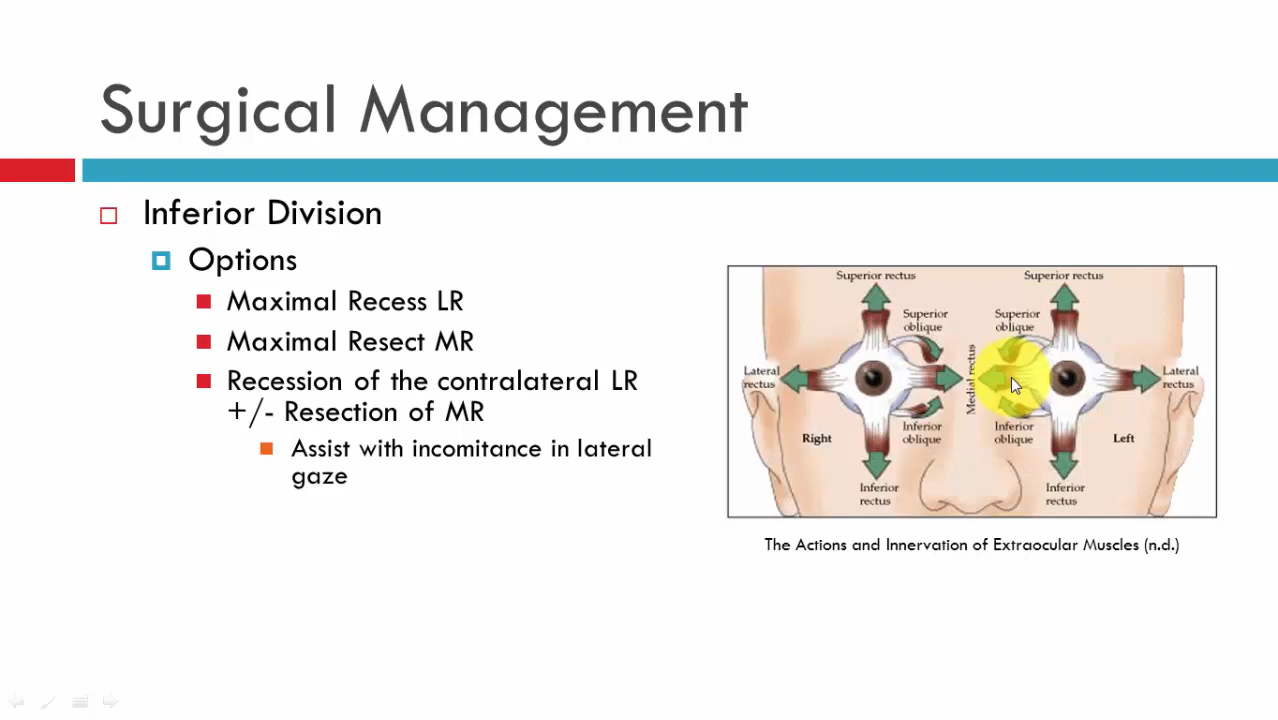 Surgical Management
Inferior Division
Options
Maximal Recess LR
Maximal Resect MR
Recession of the contralateral LR
+/- Resection of MR
Assist with incomitance in lateral
gaze
Superior rectus
Superior rectus
Superior
oblique
Superior
oblique
Lateral
rectus
Medial rectus
Lateral
rectus
Right
Inferior
oblique
Inferior
oblique
Left
Inferior
rectus
Inferior
rectus
The Actions and Innervation of Extraocular Muscles (n.d.)